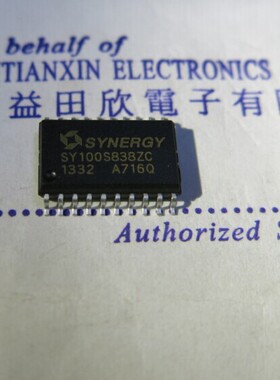 behalf of
TIANXIN ELECTRONICS
益田欣電子有
SYNERGY
SY100S838ZC
1332 A716Q
Authorized S